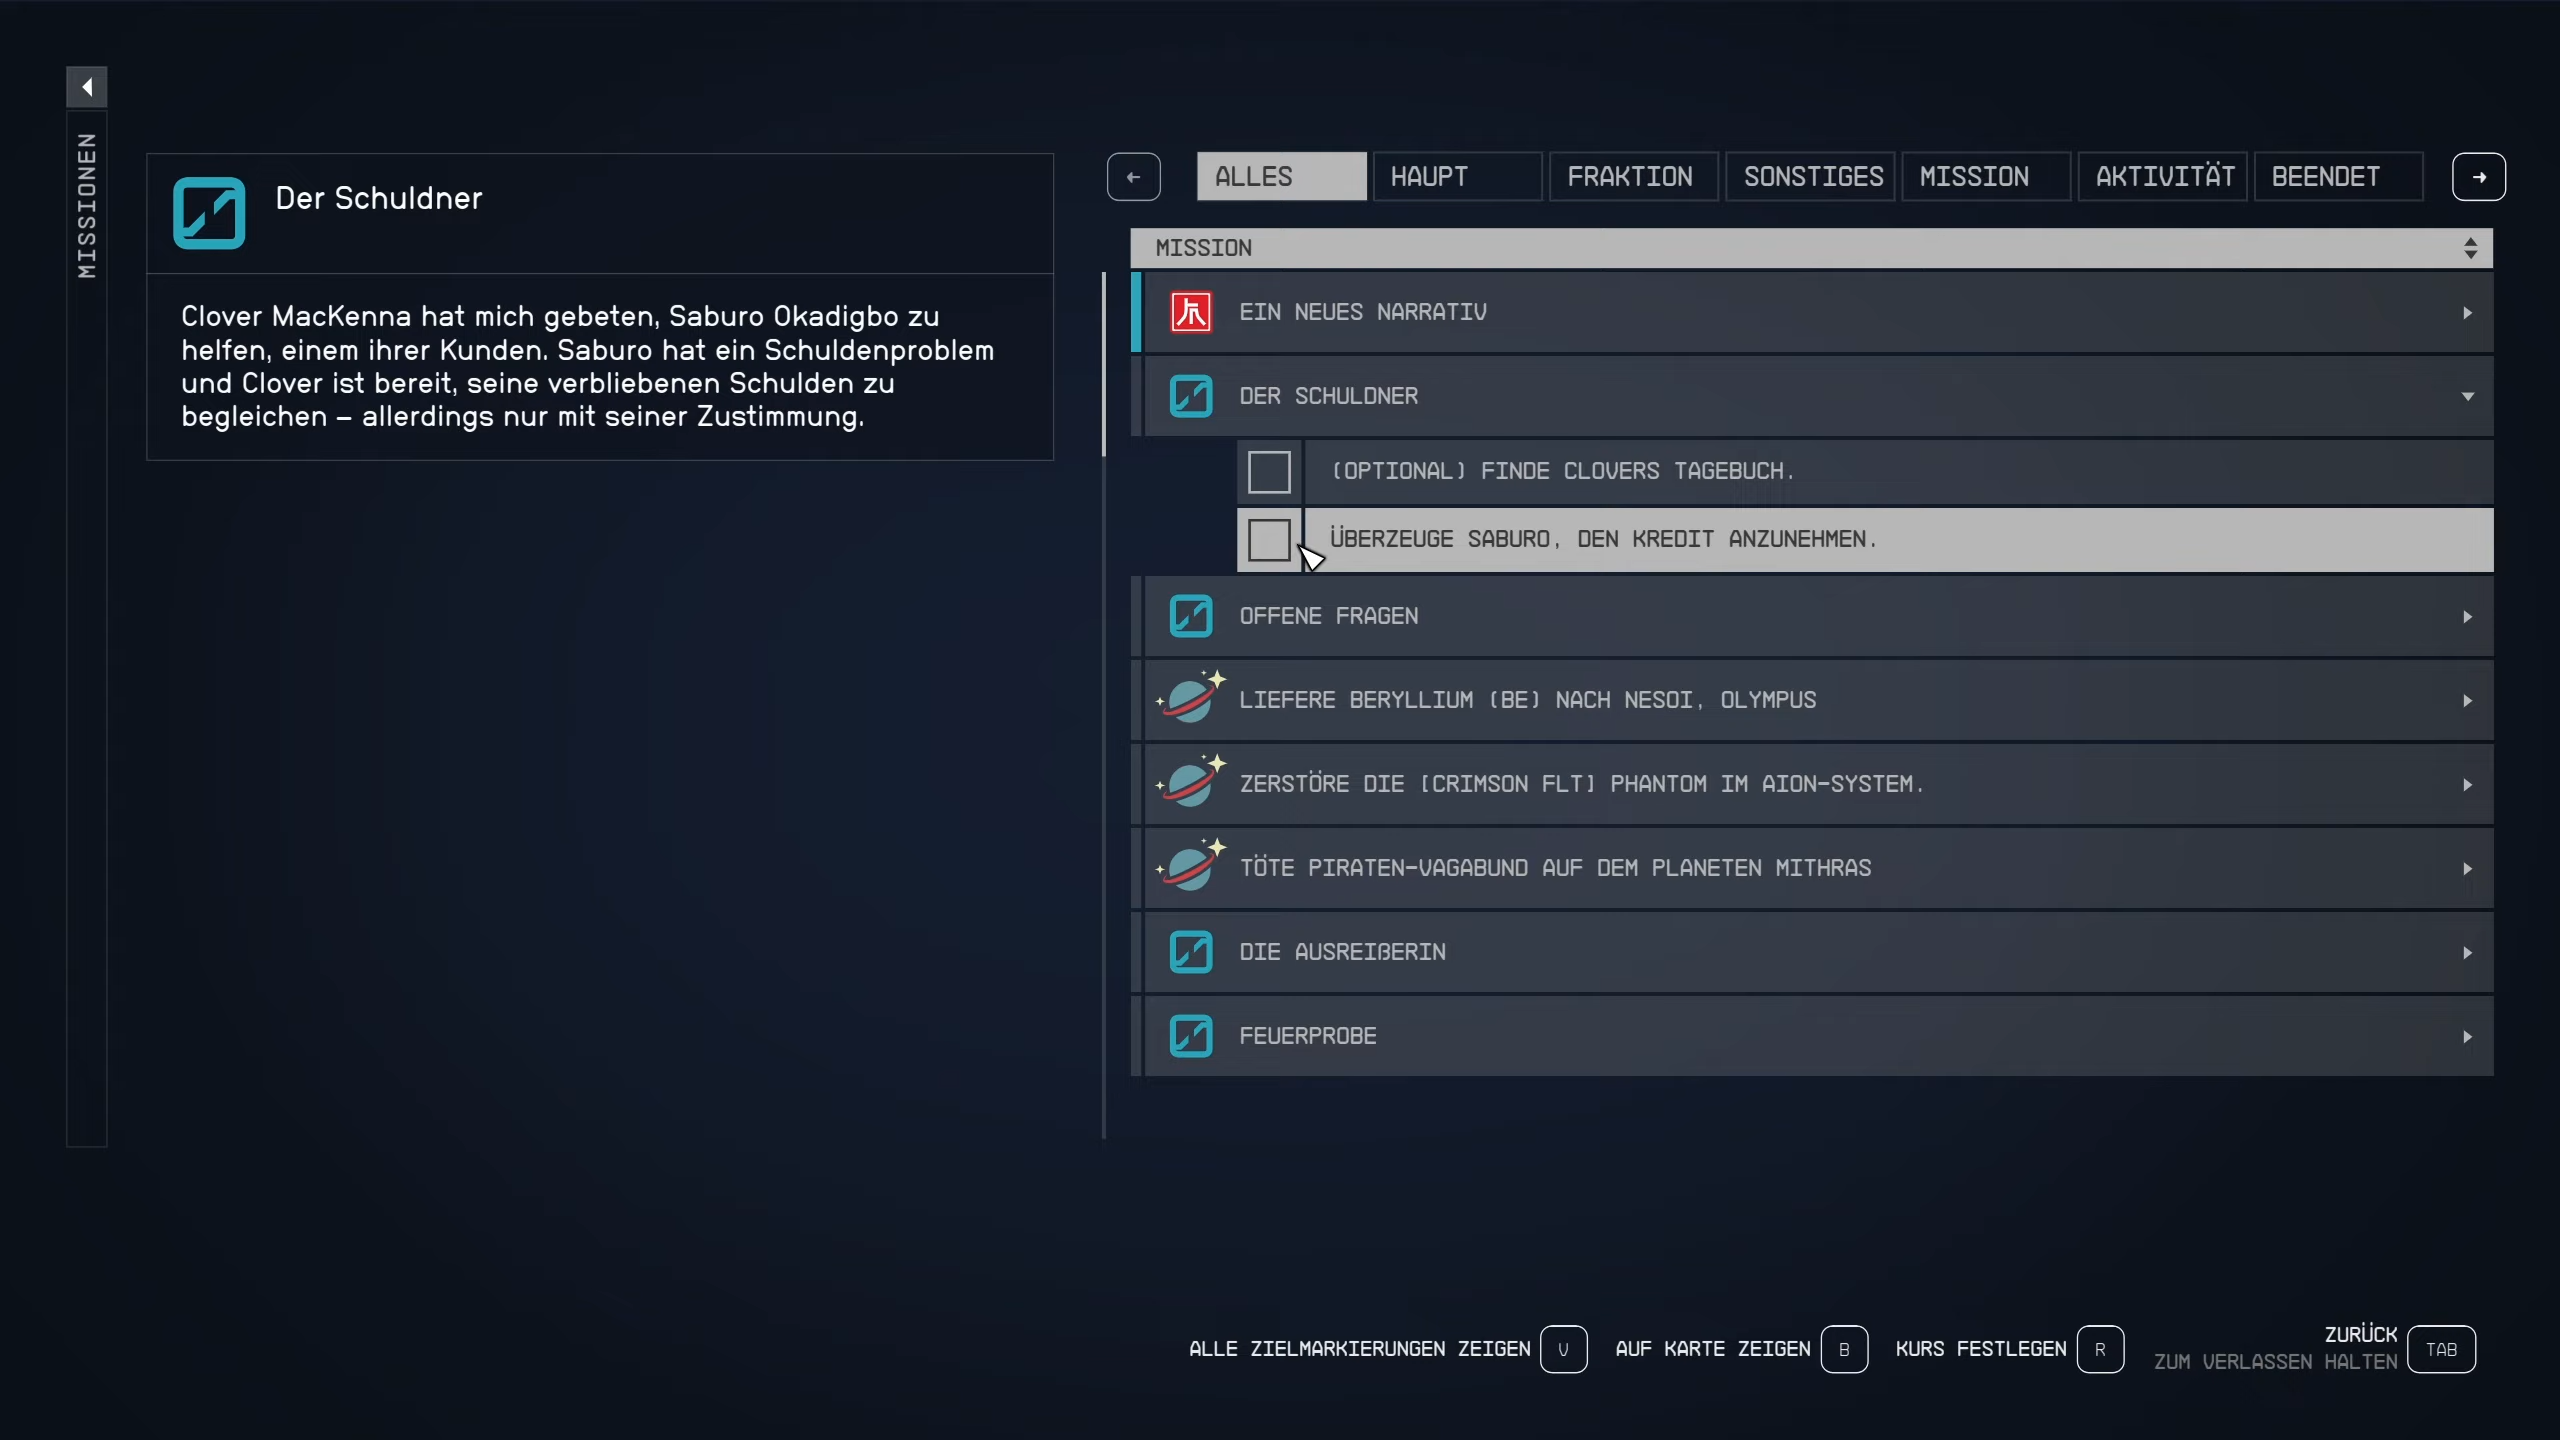 MISSIONEN
Der Schuldner
Clover MacKenna hat mich gebeten, Saburo Okadigbo zu
helfen, einem ihrer Kunden. Saburo hat ein Schuldenproblem
und Clover ist bereit, seine verbliebenen Schulden zu
begleichen – allerdings nur mit seiner Zustimmung.
ALLES HAUPT FRAKTION SONSTIGES MISSION AKTIVITÄT BEENDET
MISSION
EIN NEUES NARRATIV
DER SCHULDNER
(OPTIONAL) FINDE CLOVERS TAGEBUCH.
ÜBERZEUGE SABURO, DEN KREDIT ANZUNEHMEN.
OFFENE FRAGEN
LIEFERE BERYLLIUM (BE) NACH NESOI, OLYMPUS
ZERSTÖRE DIE [CRIMSON FLT] PHANTOM IM AION-SYSTEM.
TÖTE PIRATEN-VAGABUND AUF DEM PLANETEN MITHRAS
DIE AUSREIßERIN
FEUERPROBE
ALLE ZIELMARKIERUNGEN ZEIGEN V AUF KARTE ZEIGEN B KURS FESTLEGEN R ZURÜCK TAB
ZUM VERLASSEN HALTEN